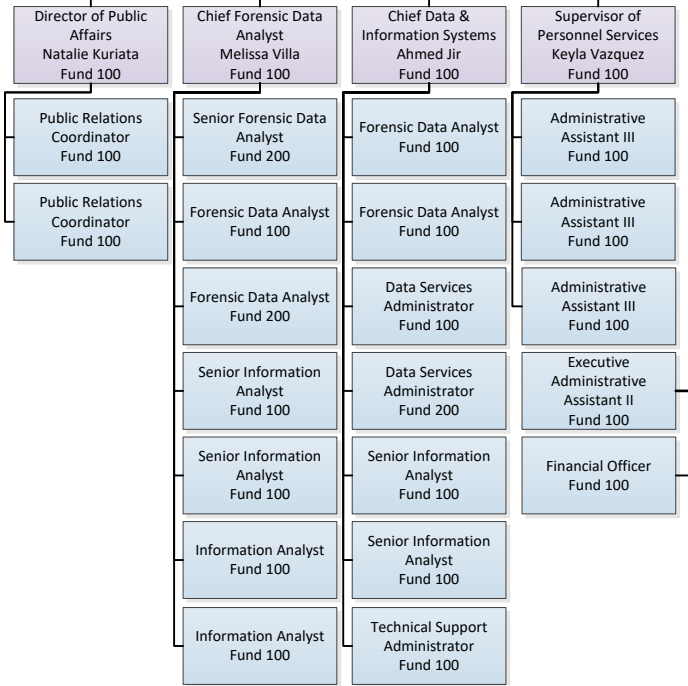 Director of Public
Affairs
Natalie Kuriata
Fund 100
Public Relations
Coordinator
Fund 100
Public Relations
Coordinator
Fund 100
Chief Forensic Data
Analyst
Melissa Villa
Fund 100
Senior Forensic Data
Analyst
Fund 200
Forensic Data Analyst
Fund 100
Forensic Data Analyst
Fund 200
Senior Information
Analyst
Fund 100
Senior Information
Analyst
Fund 100
Information Analyst
Fund 100
Information Analyst
Fund 100
Chief Data &
Information Systems
Ahmed Jir
Fund 100
Forensic Data Analyst
Fund 100
Forensic Data Analyst
Fund 100
Data Services
Administrator
Fund 100
Data Services
Administrator
Fund 200
Senior Information
Analyst
Fund 100
Senior Information
Analyst
Fund 100
Technical Support
Administrator
Fund 100
Supervisor of
Personnel Services
Keyla Vazquez
Fund 100
Administrative
Assistant III
Fund 100
Administrative
Assistant III
Fund 100
Administrative
Assistant III
Fund 100
Executive
Administrative
Assistant II
Fund 100
Financial Officer
Fund 100